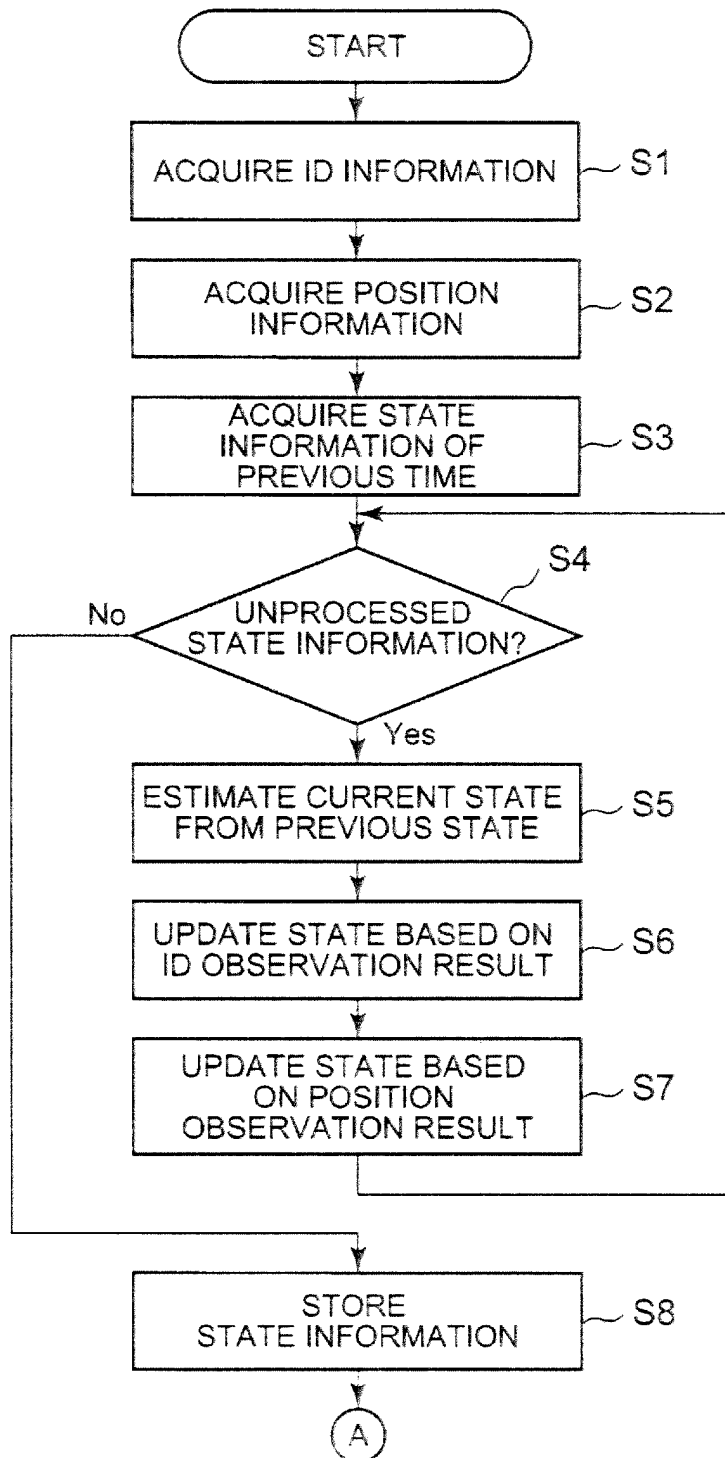 START
ACQUIRE ID INFORMATION
S1
ACQUIRE POSITION
INFORMATION
S2
ACQUIRE STATE
INFORMATION OF
PREVIOUS TIME
S3
S4
No
UNPROCESSED
STATE INFORMATION?
Yes
ESTIMATE CURRENT STATE
FROM PREVIOUS STATE
S5
UPDATE STATE BASED ON
ID OBSERVATION RESULT
S6
UPDATE STATE BASED
ON POSITION
OBSERVATION RESULT
S7
STORE
STATE INFORMATION
S8
A